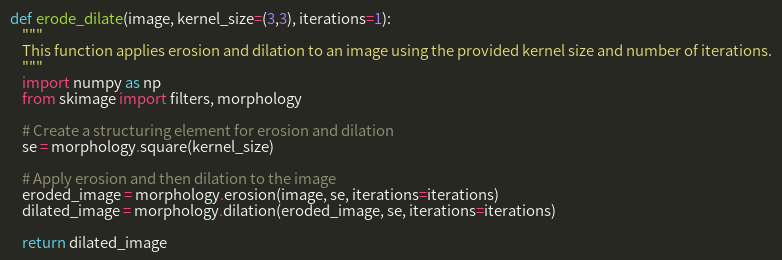 def erode_dilate(image, kernel_size=(3,3), iterations=1):
    """
    This function applies erosion and dilation to an image using the provided kernel size and number of iterations.
    """
    import numpy as np
    from skimage import filters, morphology

    # Create a structuring element for erosion and dilation
    se = morphology.square(kernel_size)

    # Apply erosion and then dilation to the image
    eroded_image = morphology.erosion(image, se, iterations=iterations)
    dilated_image = morphology.dilation(eroded_image, se, iterations=iterations)

    return dilated_image